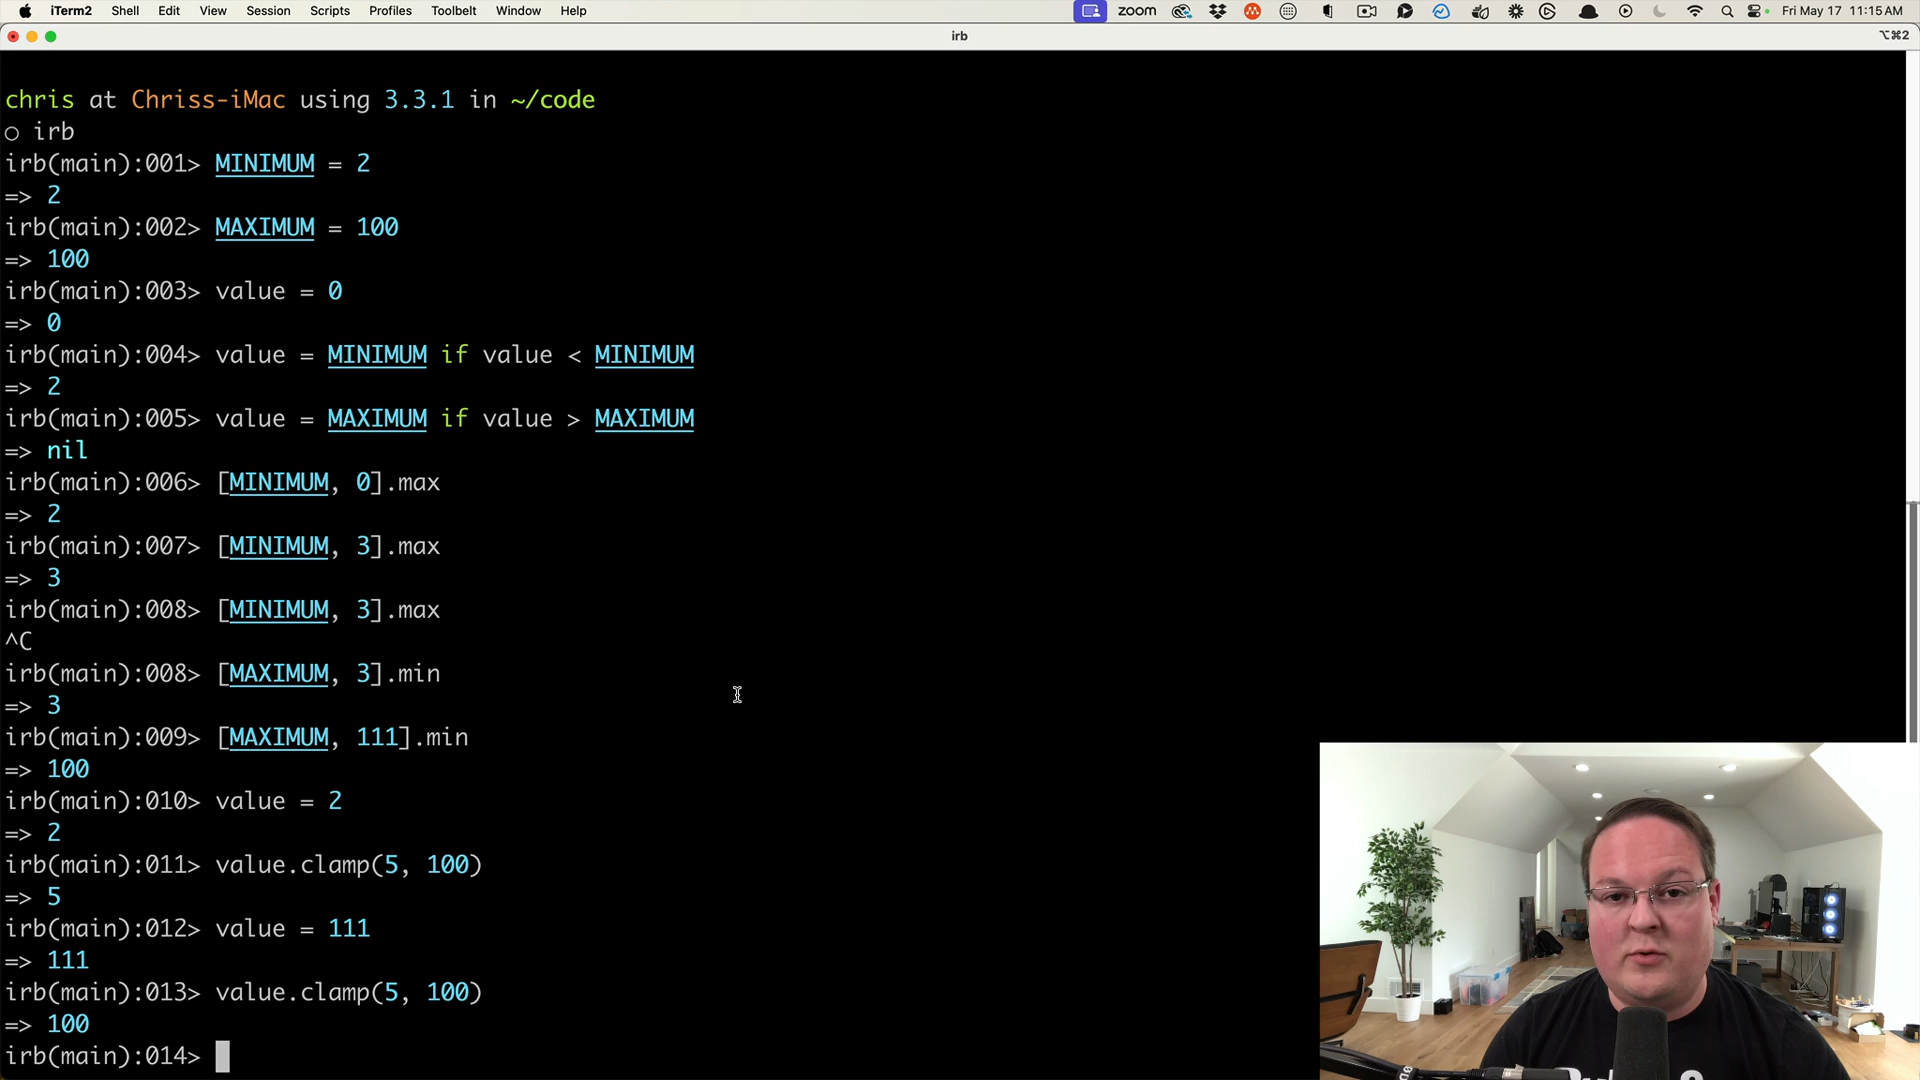 iTerm2 Shell Edit View Session Scripts Profiles Toolbelt Window Help zoom Fri May 17 11:15 AM
irb ⌥⌘2
chris at Chriss-iMac using 3.3.1 in ~/code
○ irb
irb(main):001> MINIMUM = 2
=> 2
irb(main):002> MAXIMUM = 100
=> 100
irb(main):003> value = 0
=> 0
irb(main):004> value = MINIMUM if value < MINIMUM
=> 2
irb(main):005> value = MAXIMUM if value > MAXIMUM
=> nil
irb(main):006> [MINIMUM, 0].max
=> 2
irb(main):007> [MINIMUM, 3].max
=> 3
irb(main):008> [MINIMUM, 3].max
^C
irb(main):008> [MAXIMUM, 3].min
=> 3
irb(main):009> [MAXIMUM, 111].min
=> 100
irb(main):010> value = 2
=> 2
irb(main):011> value.clamp(5, 100)
=> 5
irb(main):012> value = 111
=> 111
irb(main):013> value.clamp(5, 100)
=> 100
irb(main):014>